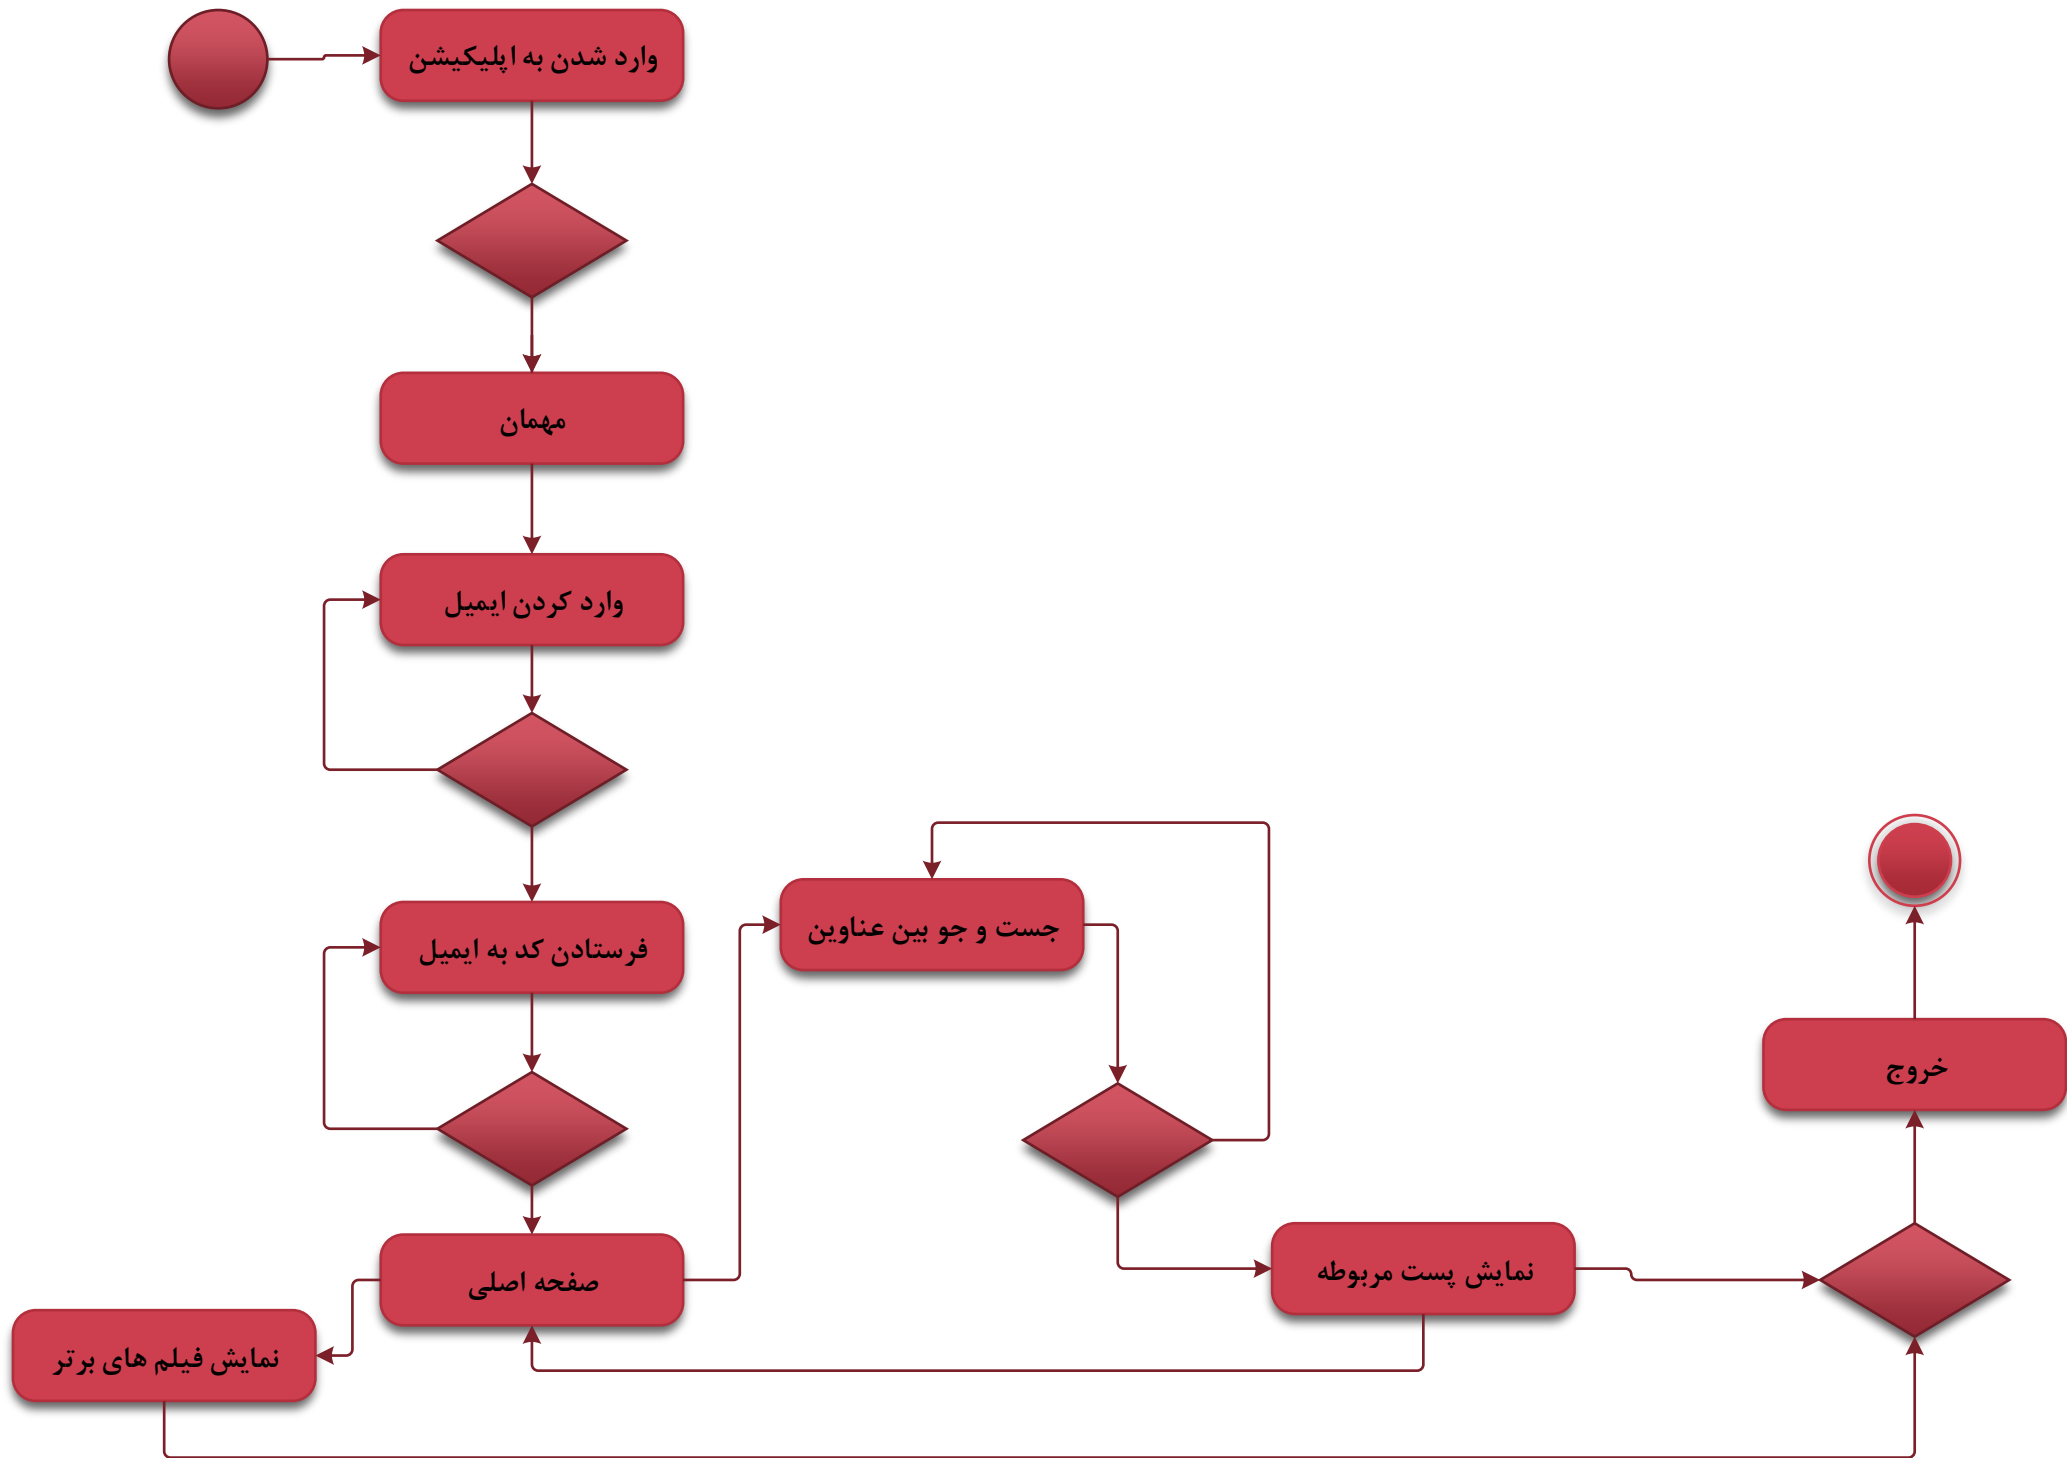 وارد شدن به اپلیکیشن
مهمان
وارد کردن ایمیل
فرستادن کد به ایمیل
جست و جو بین عناوین
خروج
صفحه اصلی
نمایش پست مربوطه
نمایش فیلم های برتر